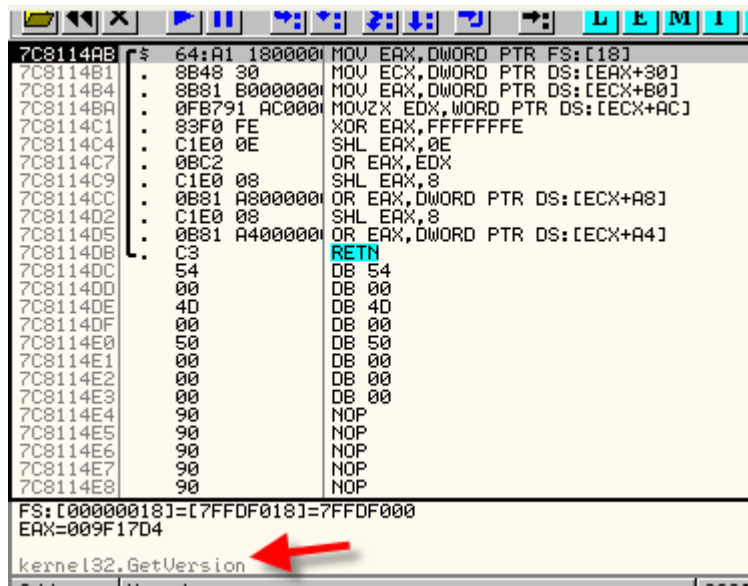 L E M T
7C8114AB $ 64:A1 1800000 MOV EAX,DWORD PTR FS:[18]
7C8114B1 . 8B48 30 MOV ECX,DWORD PTR DS:[EAX+30]
7C8114B4 . 8B81 B0000000 MOV EAX,DWORD PTR DS:[ECX+B0]
7C8114BA . 0FB791 AC000 MOVZX EDX,WORD PTR DS:[ECX+AC]
7C8114C1 . 83F0 FE XOR EAX,FFFFFFFE
7C8114C4 . C1E0 0E SHL EAX,0E
7C8114C7 . 0BC2 OR EAX,EDX
7C8114C9 . C1E0 08 SHL EAX,8
7C8114CC . 0B81 A8000000 OR EAX,DWORD PTR DS:[ECX+A8]
7C8114D2 . C1E0 08 SHL EAX,8
7C8114D5 . 0B81 A4000000 OR EAX,DWORD PTR DS:[ECX+A4]
7C8114DB . C3 RETN
7C8114DC 54 DB 54
7C8114DD 00 DB 00
7C8114DE 4D DB 4D
7C8114DF 00 DB 00
7C8114E0 50 DB 50
7C8114E1 00 DB 00
7C8114E2 00 DB 00
7C8114E3 00 DB 00
7C8114E4 90 NOP
7C8114E5 90 NOP
7C8114E6 90 NOP
7C8114E7 90 NOP
7C8114E8 90 NOP
FS:[00000018]=[7FFDF018]=7FFDF000
EAX=009F17D4
kernel32.GetVersion